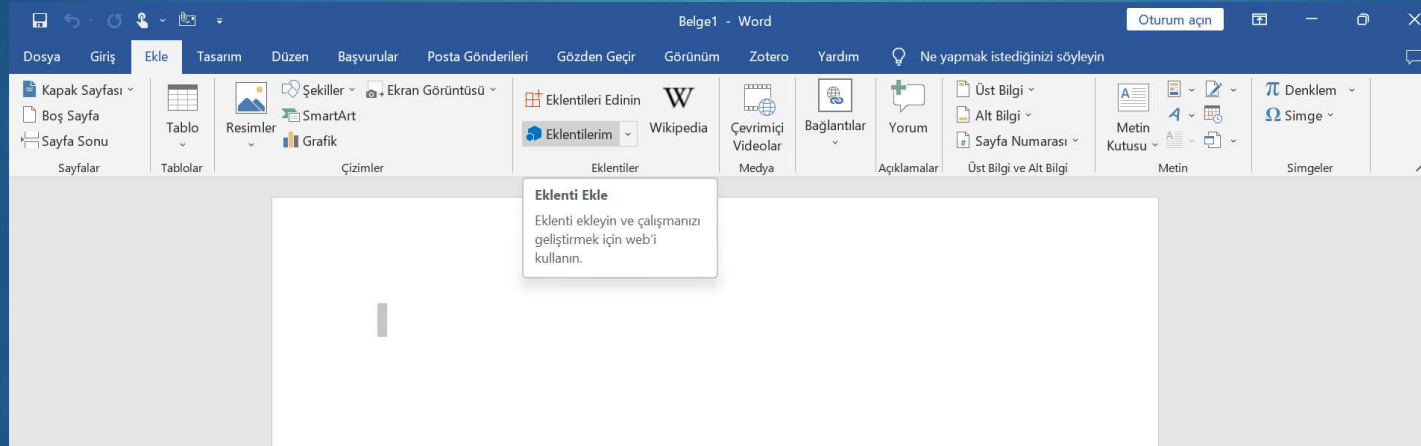 Belge1 - Word
Oturum açın
Dosya Giriş Ekle Tasarım Düzen Başvurular Posta Gönderileri Gözden Geçir Görünüm Zotero Yardım Ne yapmak istediğinizi söyleyin
Kapak Sayfası
Boş Sayfa
Sayfa Sonu
Sayfalar
Tablo
Tablolar
Resimler
Şekiller
SmartArt
Grafik
Ekran Görüntüsü
Çizimler
Eklentileri Edinin
Eklentilerim
W
Wikipedia
Eklentiler
Çevrimiçi
Videolar
Medya
Bağlantılar
Yorum
Açıklamalar
Üst Bilgi
Alt Bilgi
# Sayfa Numarası
Üst Bilgi ve Alt Bilgi
A
Metin
Kutusu
A
A
Metin
π Denklem
Ω Simge
Simgeler
Eklenti Ekle
Eklenti ekleyin ve çalışmanızı
geliştirmek için web'i
kullanın.